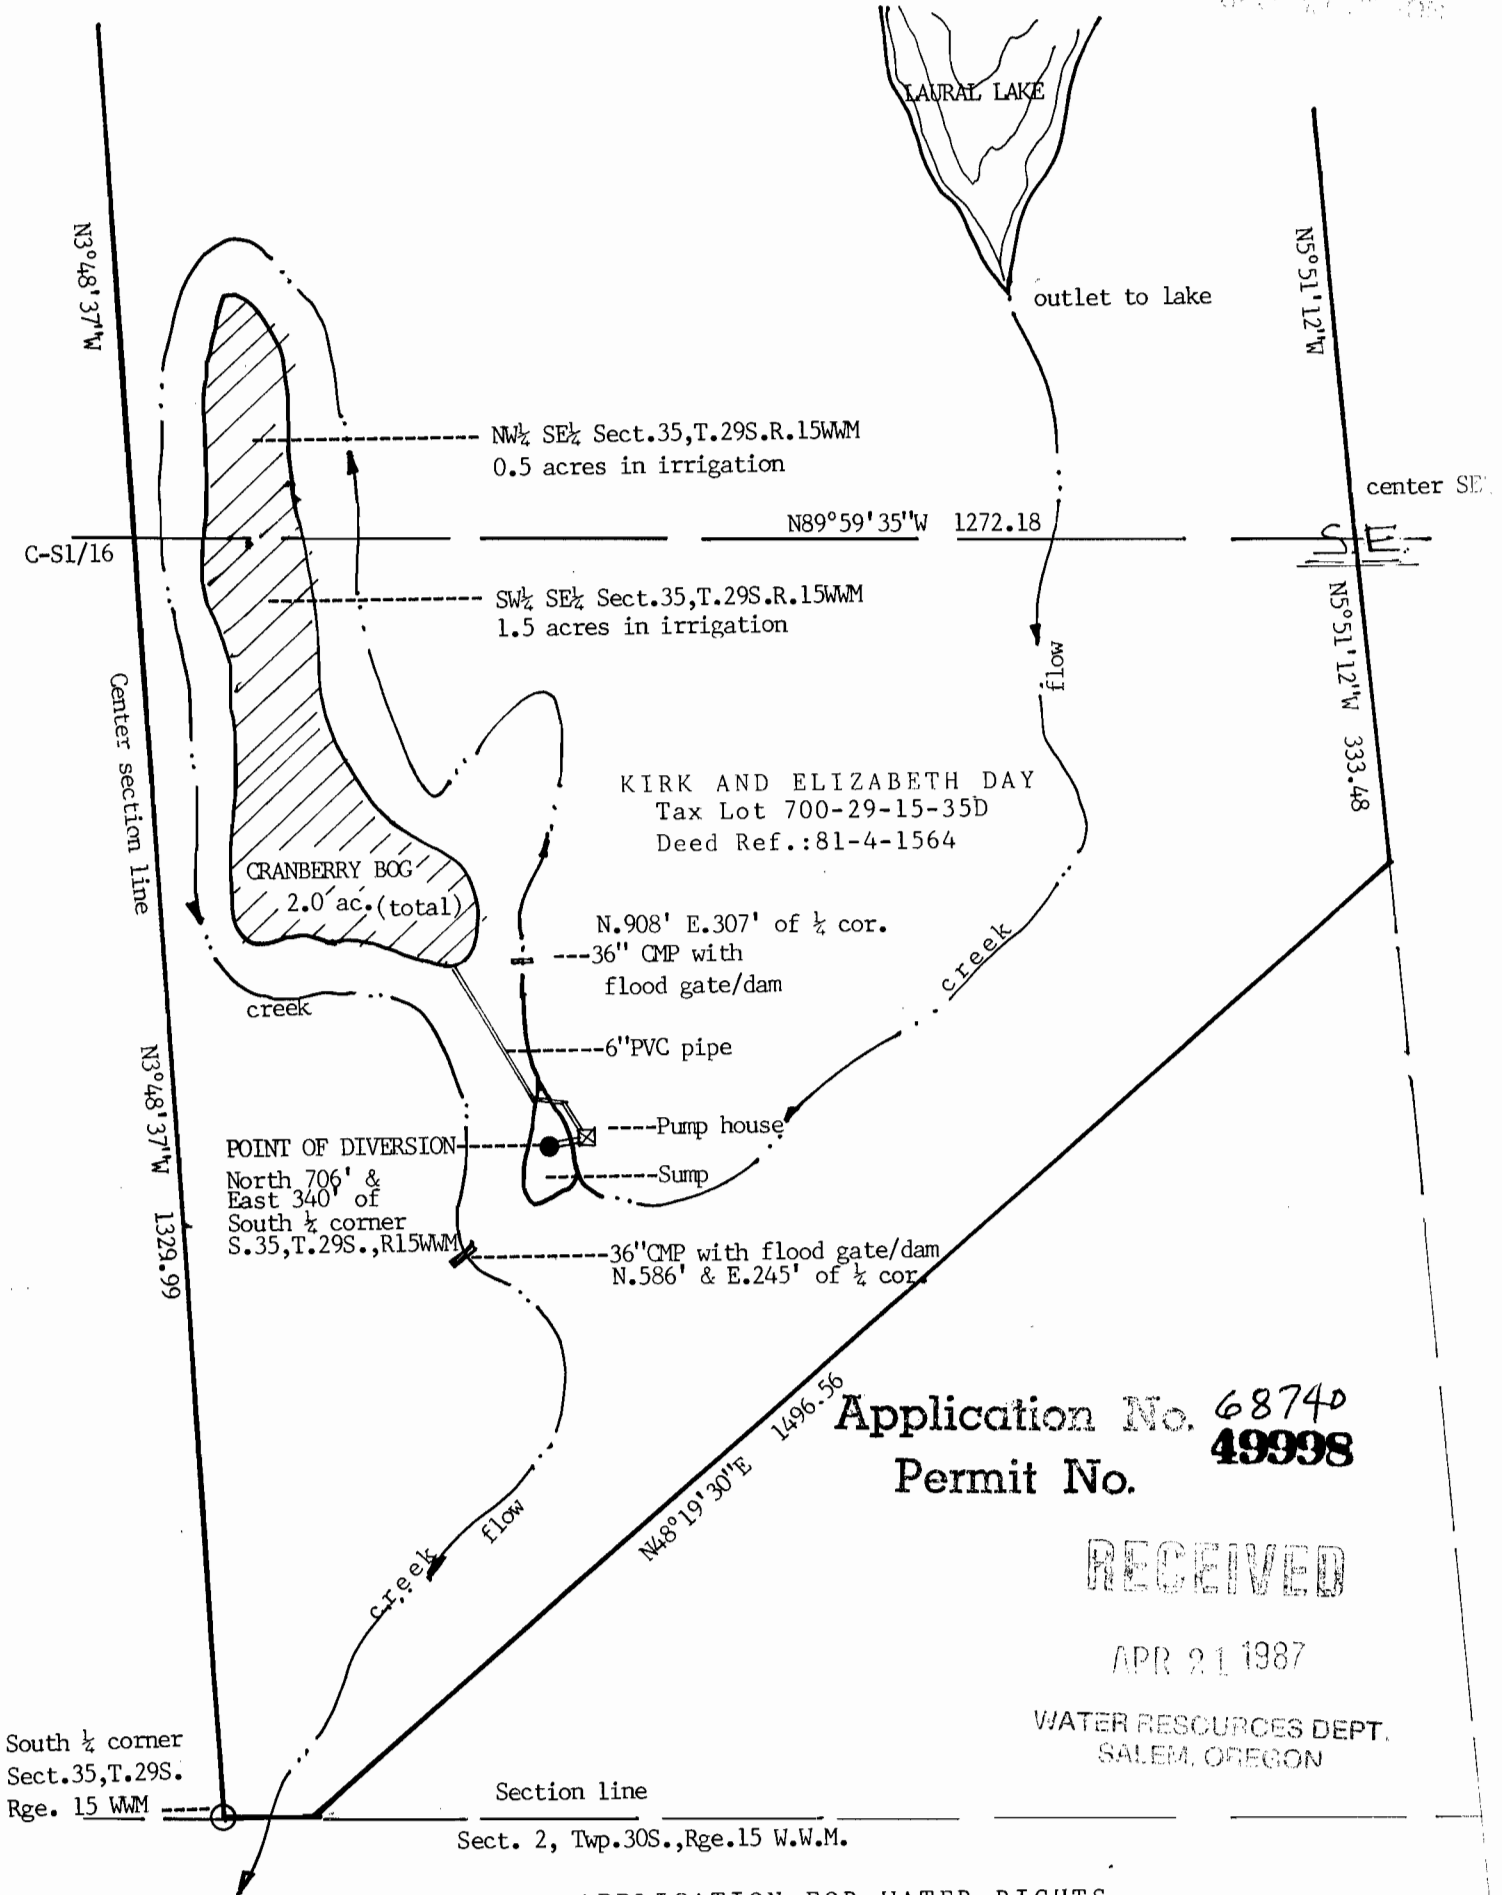 LAURAL LAKE
N3°48'37"W
N5°51'12"W
outlet to lake
NW¼ SE¼ Sect.35,T.29S.R.15WWM
0.5 acres in irrigation
center SE
N89°59'35"W 1272.18
C-S1/16
S E
SW¼ SE¼ Sect.35,T.29S.R.15WWM
1.5 acres in irrigation
flow
N5°51'12"W 333.48
Center section line
KIRK AND ELIZABETH DAY
Tax Lot 700-29-15-35D
Deed Ref.:81-4-1564
CRANBERRY BOG
2.0 ac.(total)
N.908' E.307' of ¼ cor.
36" CMP with
flood gate/dam
creek
creek
6"PVC pipe
N3°48'37"W 1329.99
Pump house
POINT OF DIVERSION
Sump
North 706' &
East 340' of
South ¼ corner
S.35,T.29S.,R15WWM
36"CMP with flood gate/dam
N.586' & E.245' of ¼ cor.
N48°19'30"E 1496.56
Application No. 68740
49998
Permit No.
flow
creek
RECEIVED
APR 21 1987
WATER RESOURCES DEPT.
SALEM, OREGON
South ¼ corner
Sect.35,T.29S.
Rge. 15 WWM
Section line
Sect. 2, Twp.30S.,Rge.15 W.W.M.
APPLICATION FOR WATER RIGHTS